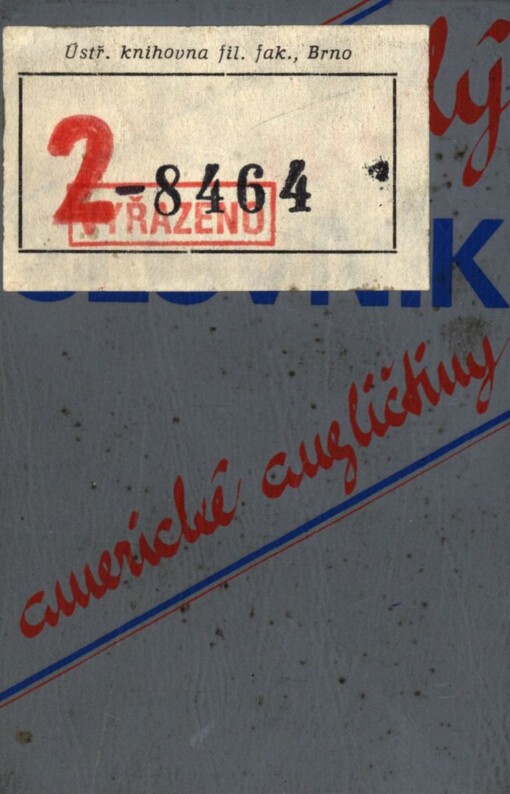 Ústř. knihovna fil. fak., Brno
2-8464
VYŘAZENO
lý
SLOVNÍK
americké angličtiny